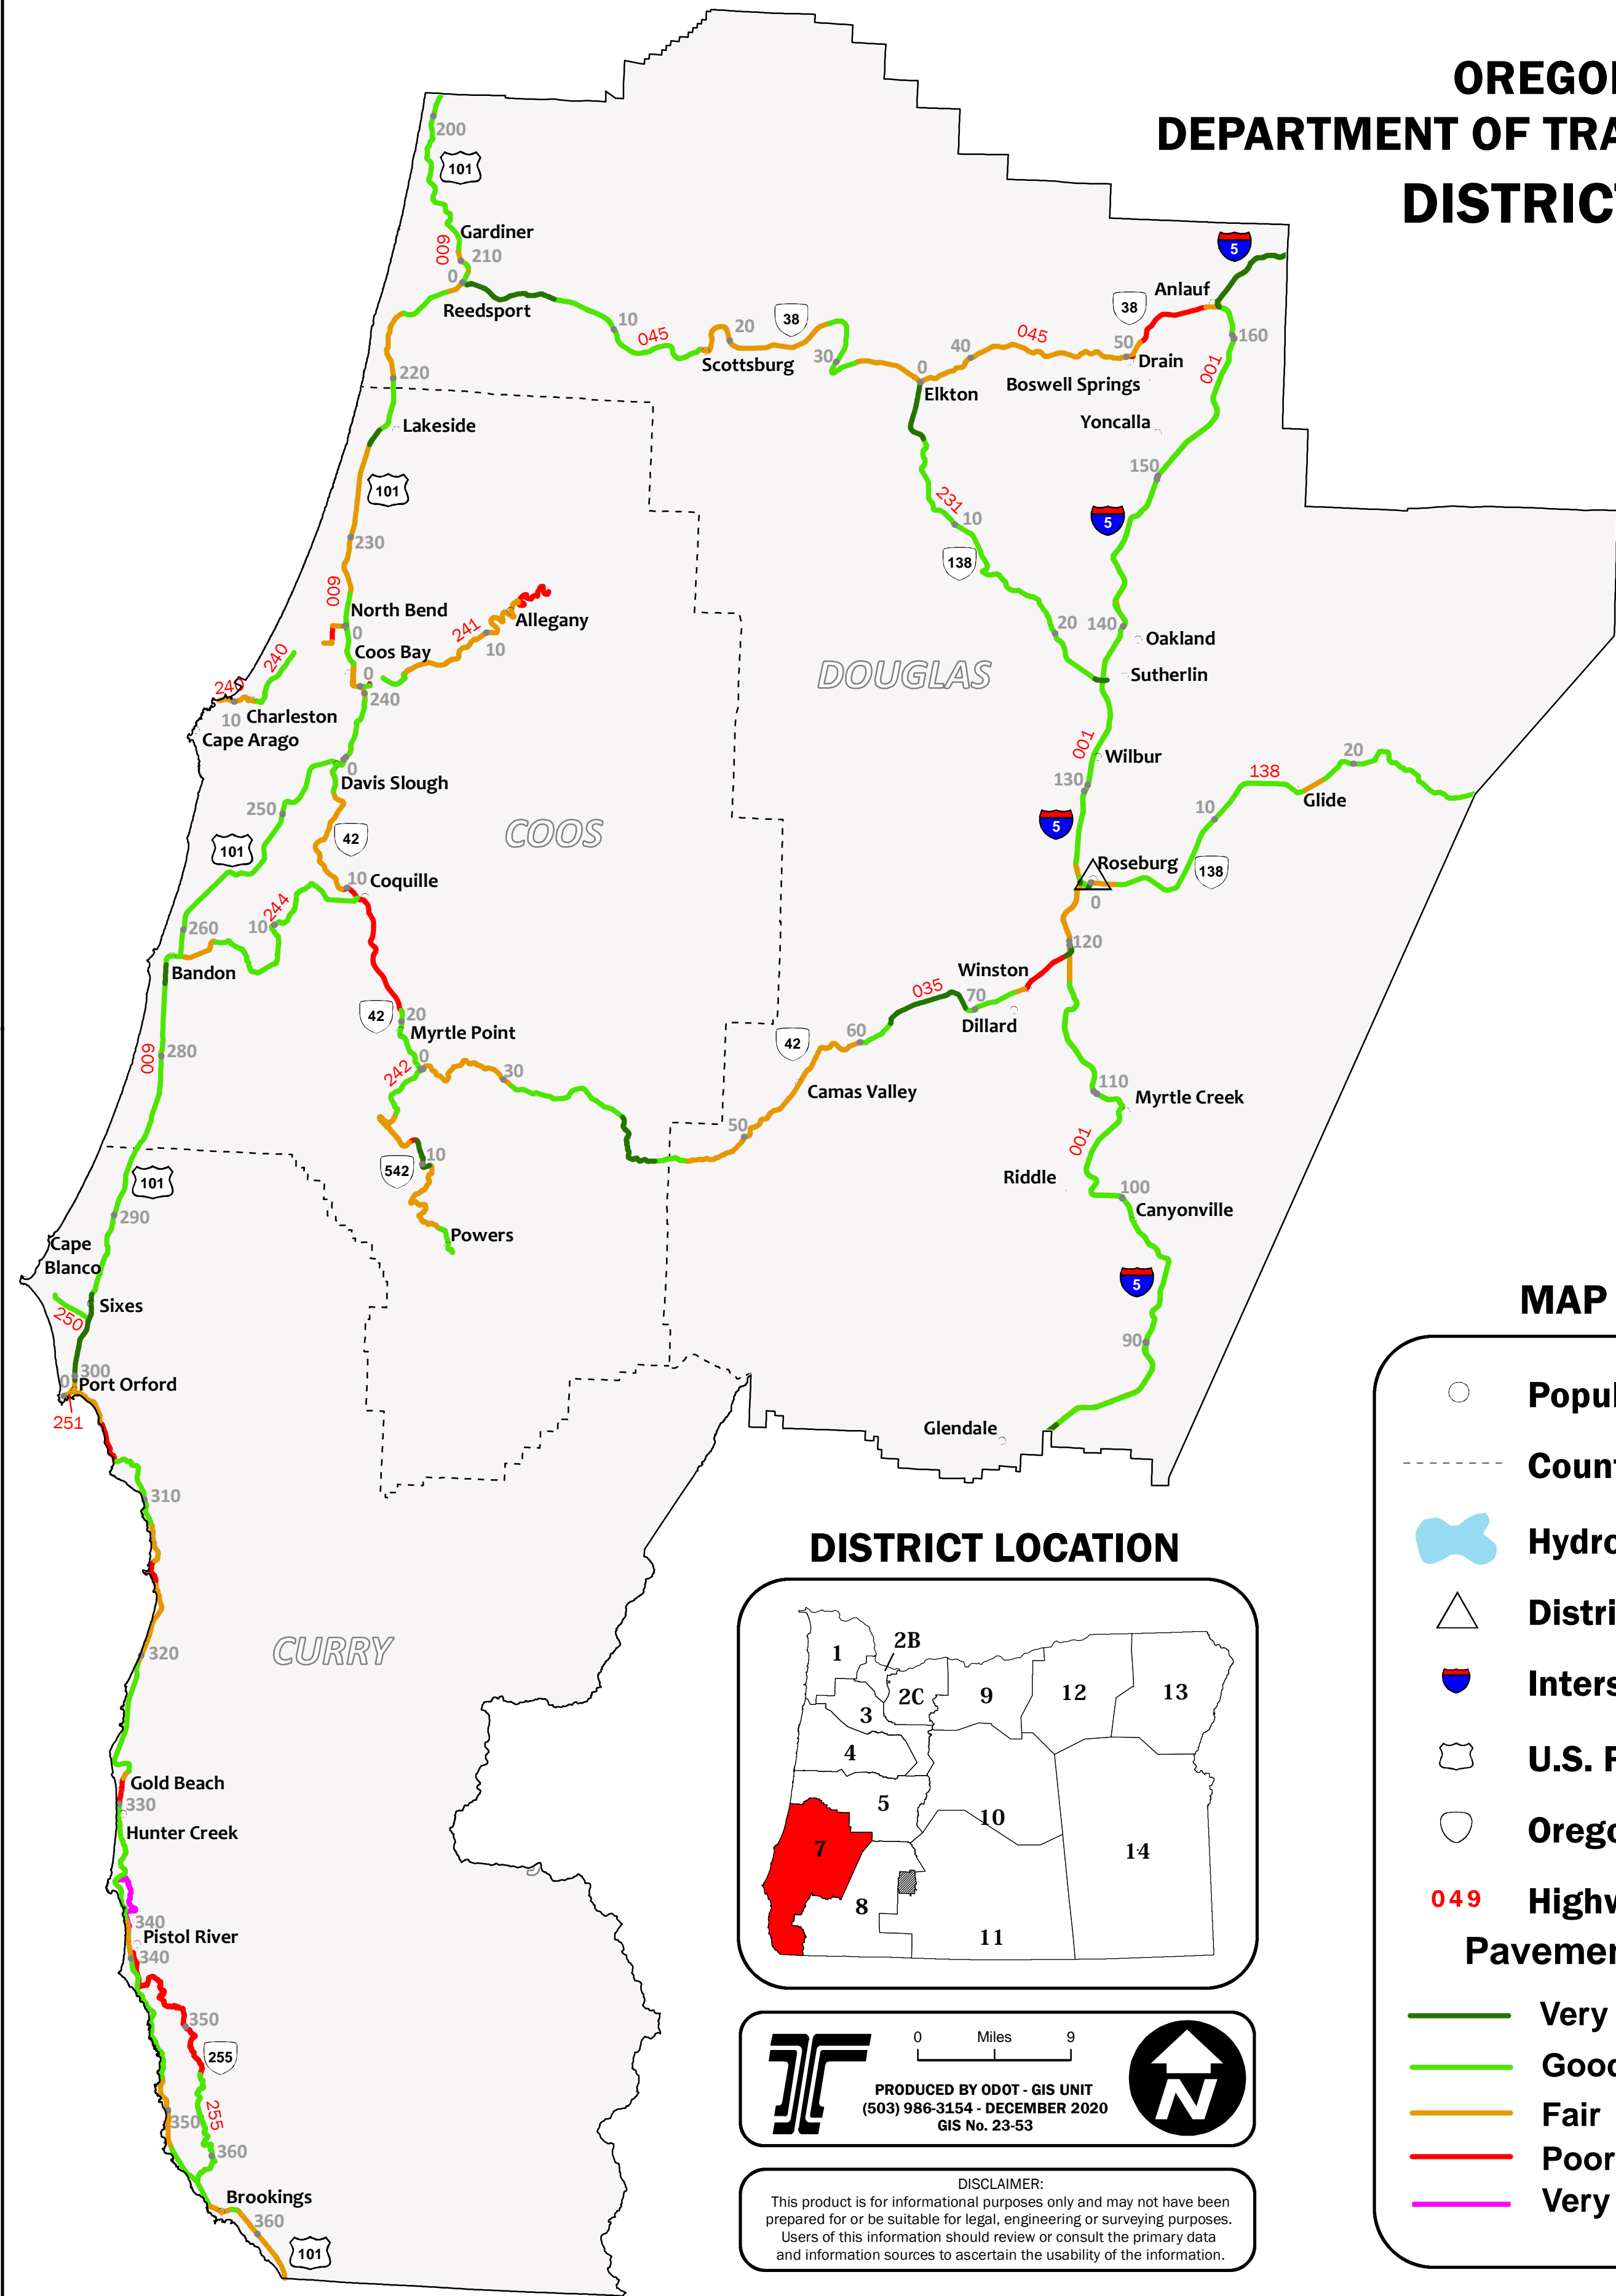 OREGO
DEPARTMENT OF TRA
DISTRIC
200
101
Gardiner
009
210
0
Reedsport
5
Anlauf
38
38
10
045
20
Scottsburg
30
0
40
045
50
Drain
160
Elkton
Boswell Springs
001
220
Yoncalla
Lakeside
150
101
231
10
5
230
138
009
North Bend
0
241
Allegany
10
20
140
Oakland
240
Coos Bay
0
DOUGLAS
Sutherlin
240
240
10
Charleston
Cape Arago
001
Wilbur
0
Davis Slough
130
138
20
Glide
250
10
101
42
COOS
5
Roseburg
138
10
Coquille
0
244
260
10
120
Bandon
Winston
035
70
42
20
Dillard
Myrtle Point
42
60
009
280
0
242
30
Camas Valley
110
Myrtle Creek
50
001
542
10
101
Riddle
100
290
Canyonville
Powers
Cape
Blanco
5
Sixes
250
MAP
90
300
0
Port Orford
Popul
251
Glendale
Count
310
DISTRICT LOCATION
Hydro
320
CURRY
1
2B
2C
9
12
13
3
4
5
10
7
14
8
11
Distri
Inters
U.S. R
Orego
049
Highw
Pavemen
Very
Good
Fair
Poor
Very
Gold Beach
330
Hunter Creek
340
Pistol River
340
350
255
255
350
360
Brookings
360
101
0
Miles
9
PRODUCED BY ODOT - GIS UNIT
(503) 986-3154 - DECEMBER 2020
GIS No. 23-53
N
DISCLAIMER:
This product is for informational purposes only and may not have been
prepared for or be suitable for legal, engineering or surveying purposes.
Users of this information should review or consult the primary data
and information sources to ascertain the usability of the information.